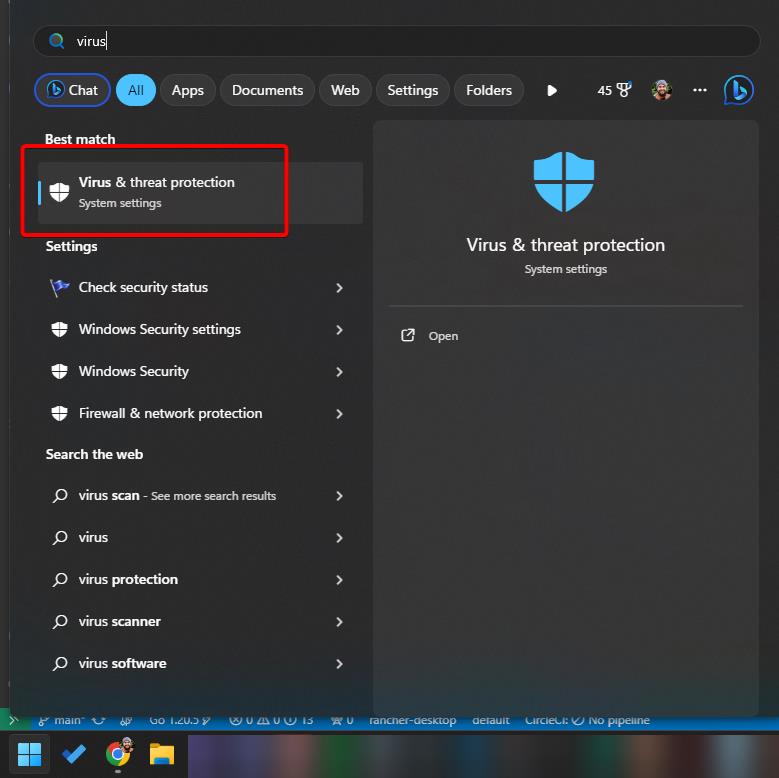 virus
Chat All Apps Documents Web Settings Folders 45
Best match
Virus & threat protection
System settings
Settings
Check security status
Windows Security settings
Windows Security
Firewall & network protection
Search the web
virus scan - See more search results
virus
virus protection
virus scanner
virus software
Virus & threat protection
System settings
Open
main* Go 1.20.5 0 0 13 0 rancher-desktop default CircleCI: No pipeline